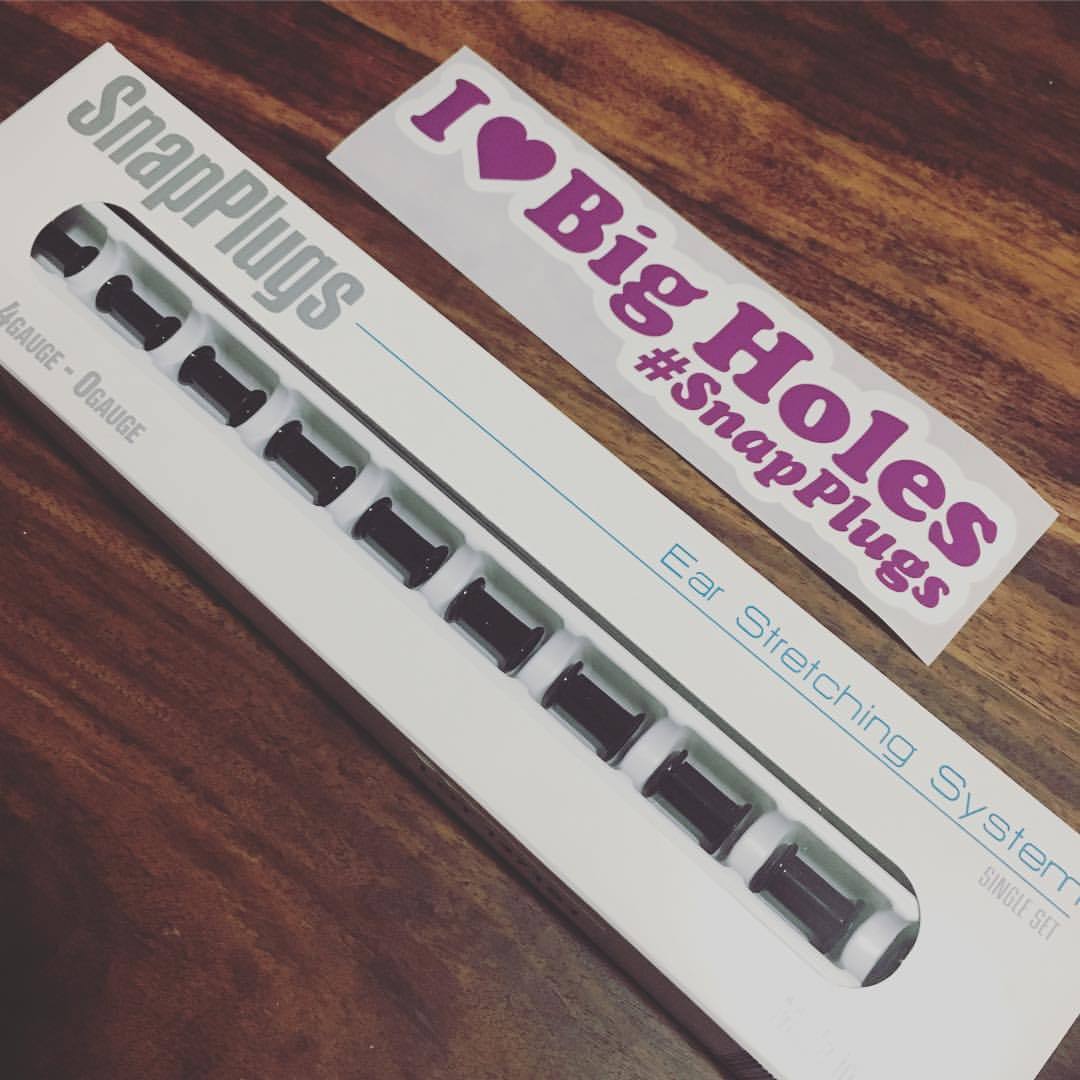 SnapPlugs
4GAUGE - 0GAUGE
Ear Stretching System
SINGLE SET
I ♥ Big Holes
#SnapPlugs